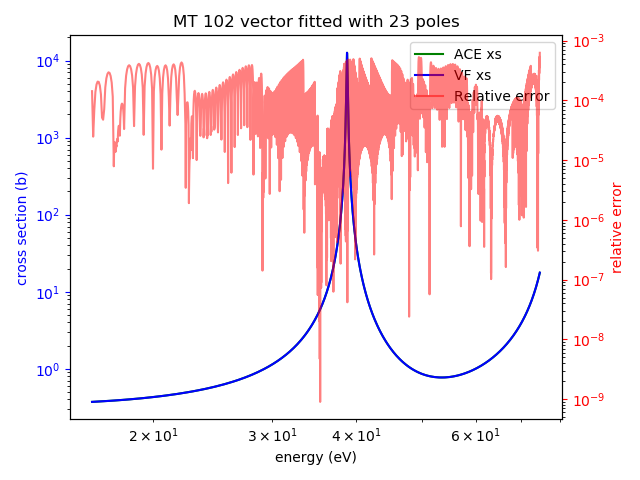 MT 102 vector fitted with 23 poles
ACE xs
VF xs
Relative error
10⁴
10³
10²
10¹
10⁰
cross section (b)
10⁻³
10⁻⁴
10⁻⁵
10⁻⁶
10⁻⁷
10⁻⁸
10⁻⁹
relative error
2 × 10¹ 3 × 10¹ 4 × 10¹ 6 × 10¹
energy (eV)